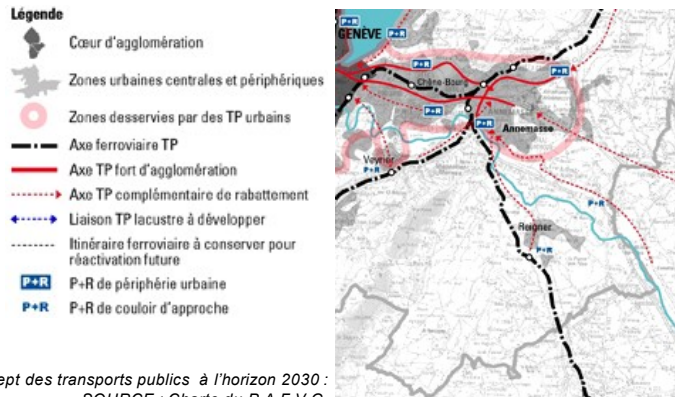 Légende
Cœur d'agglomération
Zones urbaines centrales et périphériques
Zones desservies par des TP urbains
Axe ferroviaire TP
Axe TP fort d'agglomération
Axe TP complémentaire de rabattement
Liaison TP lacustre à développer
Itinéraire ferroviaire à conserver pour
réactivation future
P+R P+R de périphérie urbaine
P+R P+R de couloir d'approche
ept des transports publics à l'horizon 2030 :
SOURCE : Charte du P.A.F.V.G.
P+R
GENÈVE P+R
P+R
Chêne-Bourg
P+R
P+R
P+R
Annemasse
Veyrier
P+R
P+R
Reignier
P+R